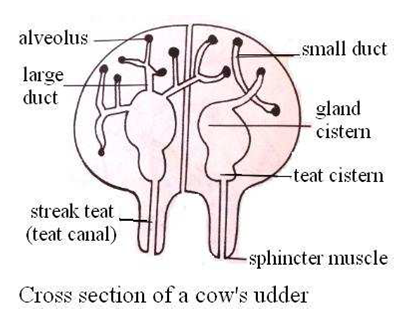 alveolus
small duct
large
duct
gland
cistern
teat cistern
streak teat
(teat canal)
sphincter muscle
Cross section of a cow's udder